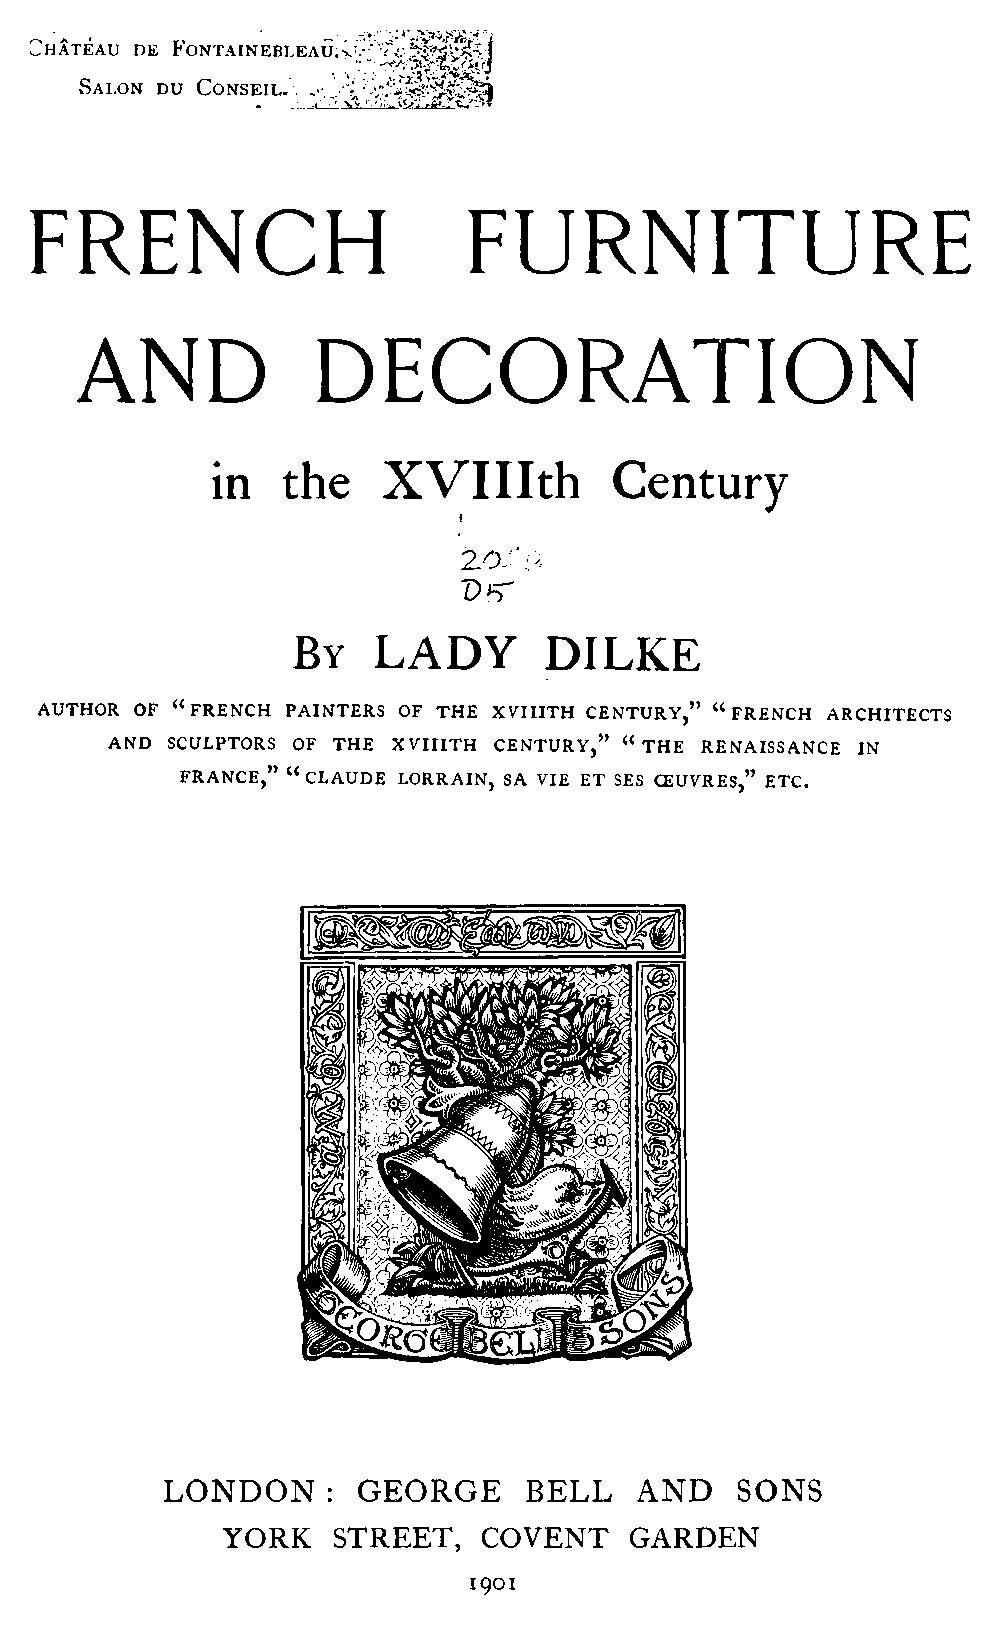 CHÂTEAU DE FONTAINEBLEAU.
SALON DU CONSEIL.
FRENCH FURNITURE
AND DECORATION
in the XVIIIth Century
D5
By LADY DILKE
AUTHOR OF “FRENCH PAINTERS OF THE XVIIITH CENTURY,” “FRENCH ARCHITECTS
AND SCULPTORS OF THE XVIIITH CENTURY,” “THE RENAISSANCE IN
FRANCE,” “CLAUDE LORRAIN, SA VIE ET SES ŒUVRES,” ETC.
GEORGE BELL & SONS
LONDON: GEORGE BELL AND SONS
YORK STREET, COVENT GARDEN
1901